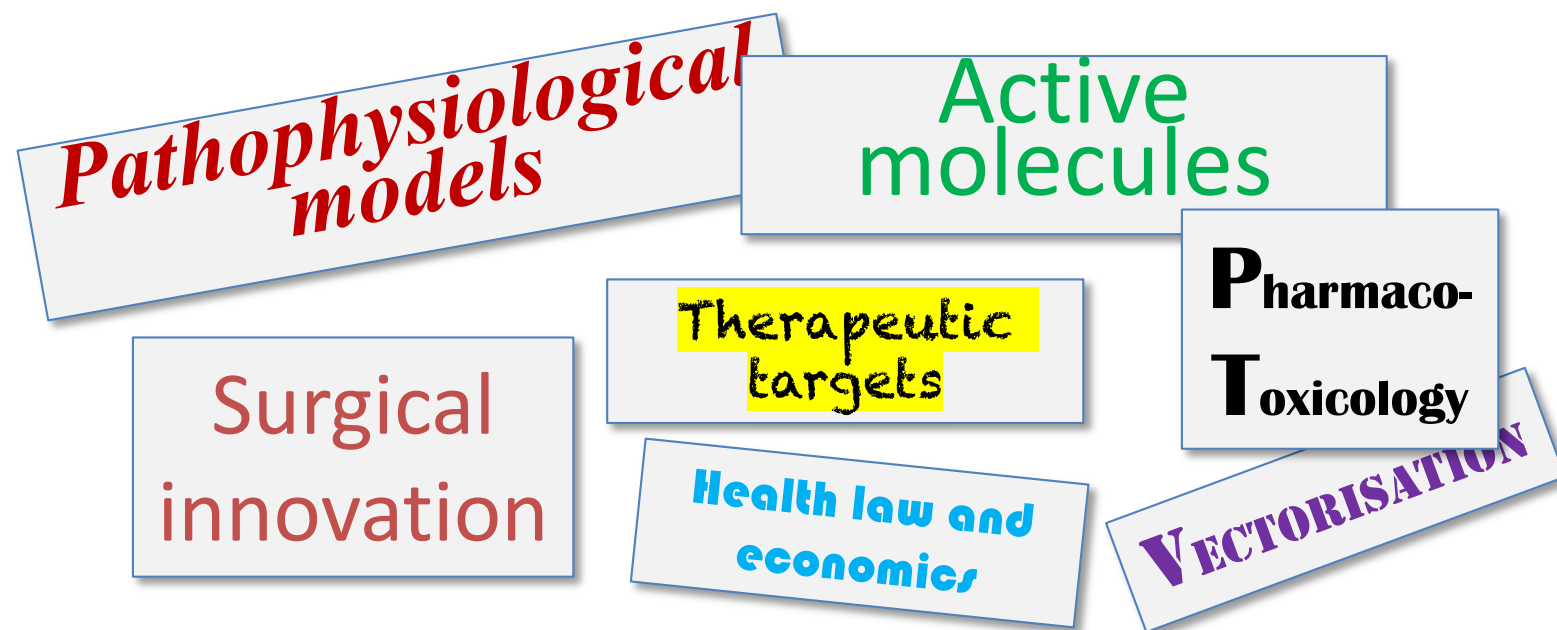 Pathophysiological
models
Active
molecules
Pharmaco-
Toxicology
Therapeutic
targets
Surgical
innovation
Health law and
economics
VECTORISATION